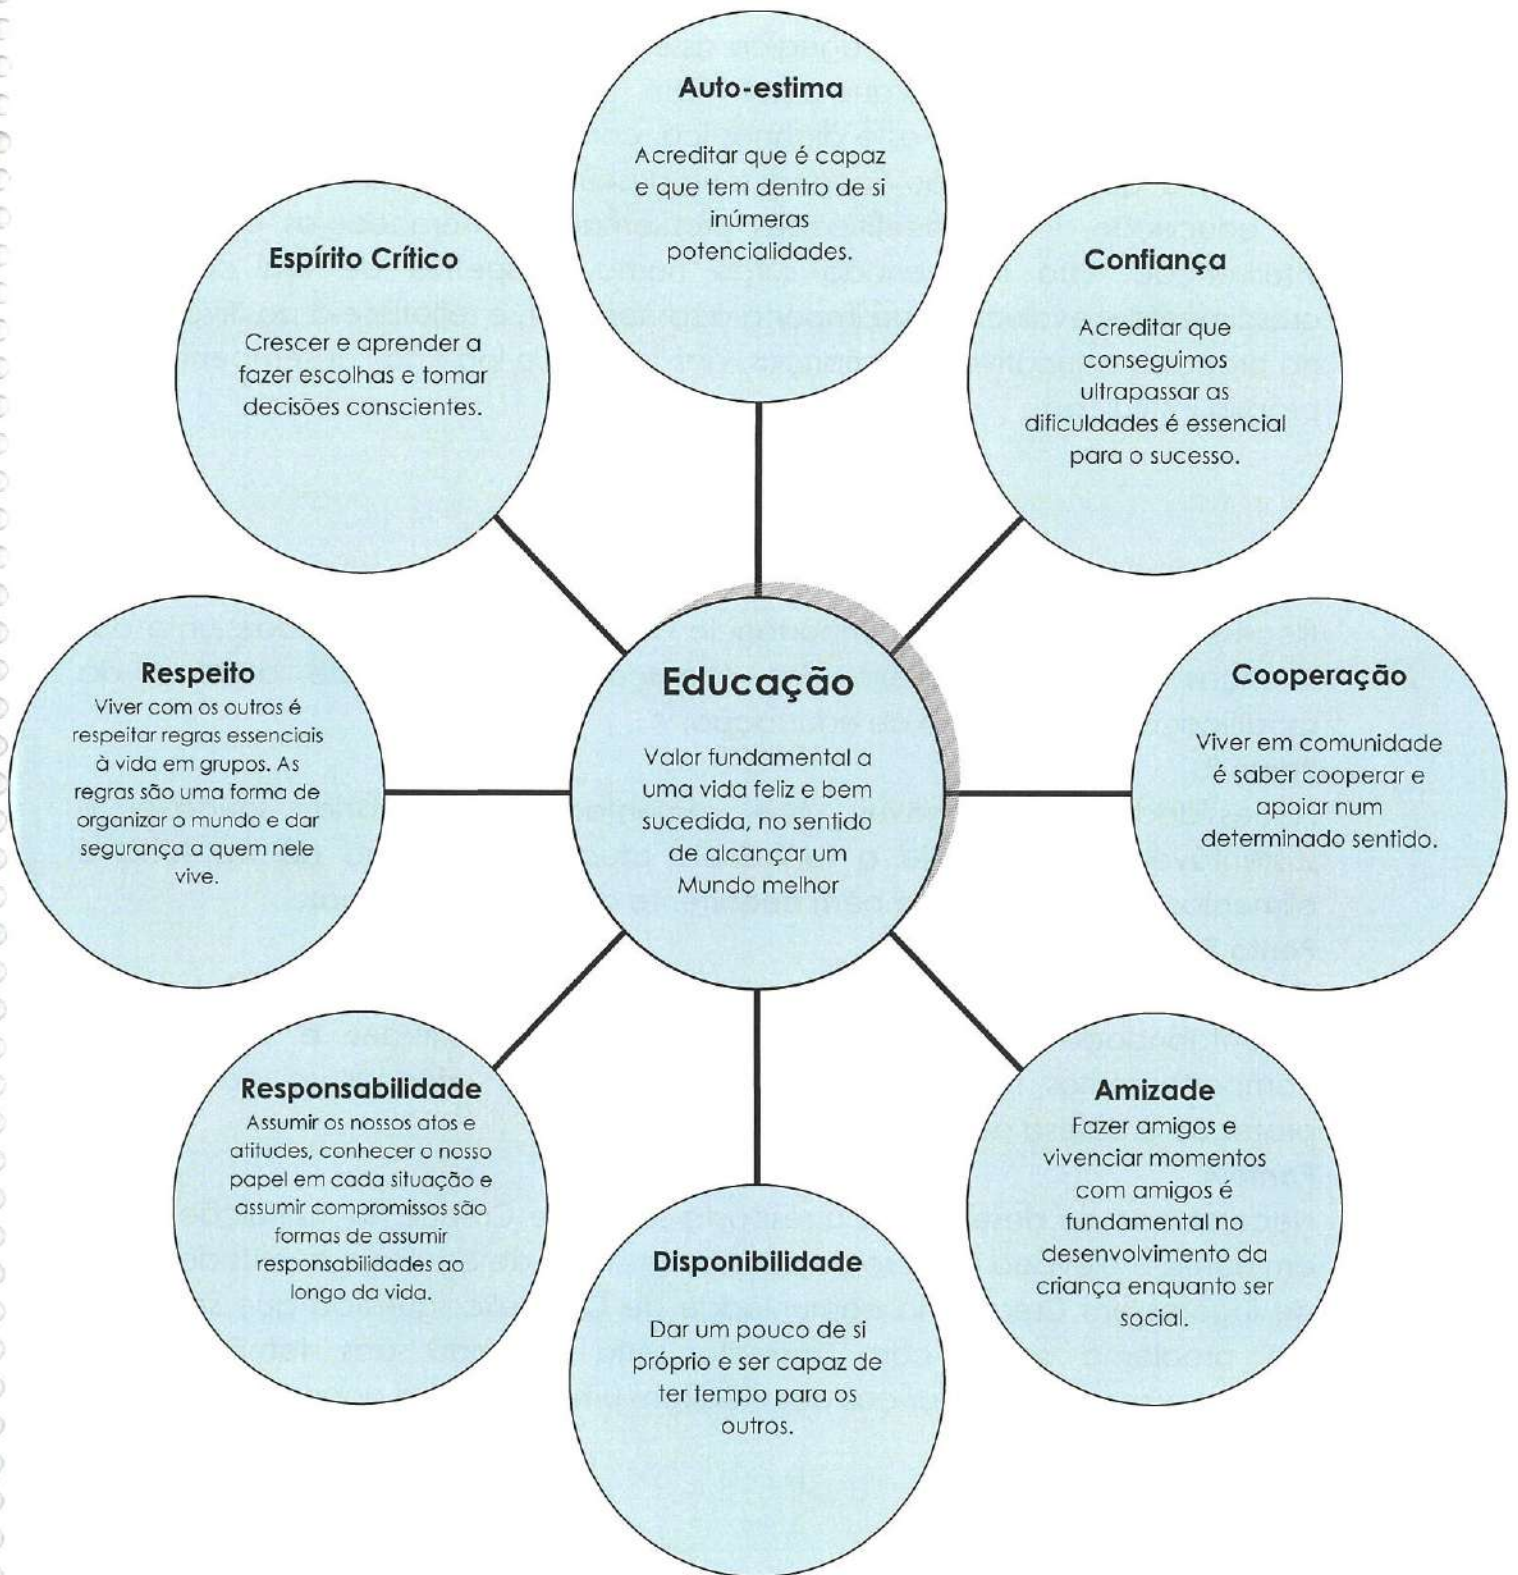 Auto-estima
Acreditar que é capaz
e que tem dentro de si
inúmeras
potencialidades.
Confiança
Acreditar que
conseguimos
ultrapassar as
dificuldades é essencial
para o sucesso.
Cooperação
Viver em comunidade
é saber cooperar e
apoiar num
determinado sentido.
Amizade
Fazer amigos e
vivenciar momentos
com amigos é
fundamental no
desenvolvimento da
criança enquanto ser
social.
Disponibilidade
Dar um pouco de si
próprio e ser capaz de
ter tempo para os
outros.
Responsabilidade
Assumir os nossos atos e
atitudes, conhecer o nosso
papel em cada situação e
assumir compromissos são
formas de assumir
responsabilidades ao
longo da vida.
Respeito
Viver com os outros é
respeitar regras essenciais
à vida em grupos. As
regras são uma forma de
organizar o mundo e dar
segurança a quem nele
vive.
Espírito Crítico
Crescer e aprender a
fazer escolhas e tomar
decisões conscientes.
Educação
Valor fundamental a
uma vida feliz e bem
sucedida, no sentido
de alcançar um
Mundo melhor